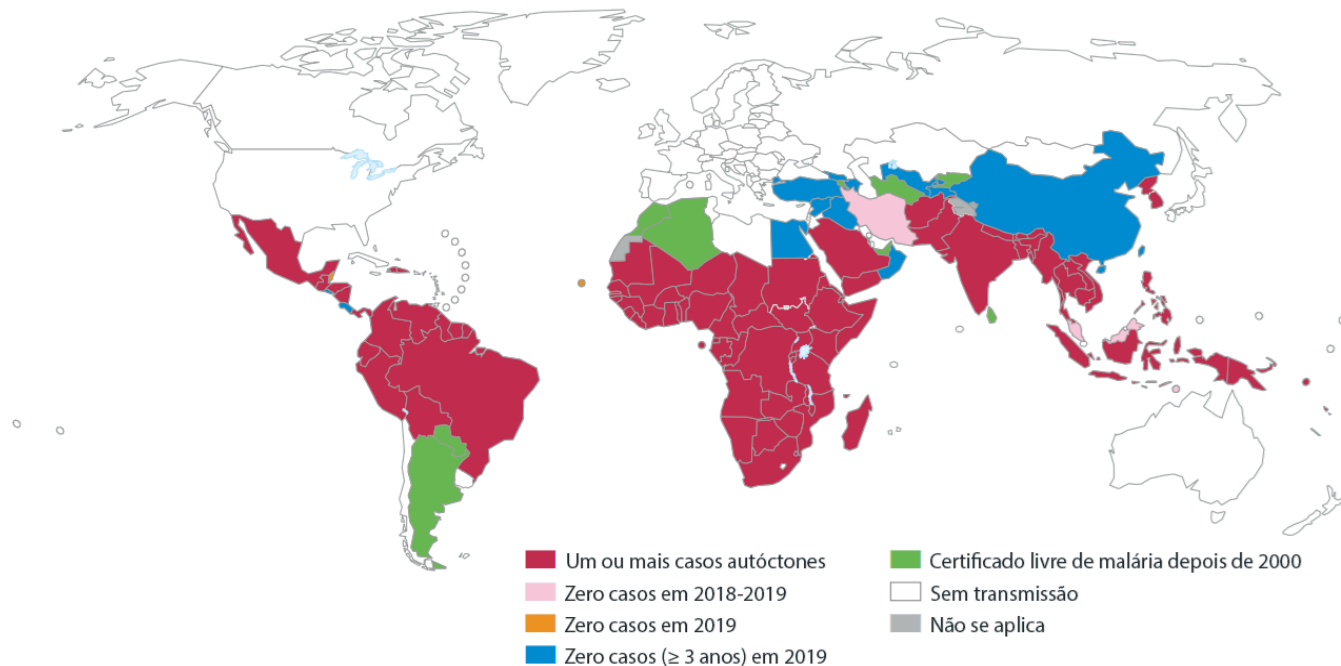 Um ou mais casos autóctones
Zero casos em 2018-2019
Zero casos em 2019
Zero casos (≥ 3 anos) em 2019
Certificado livre de malária depois de 2000
Sem transmissão
Não se aplica